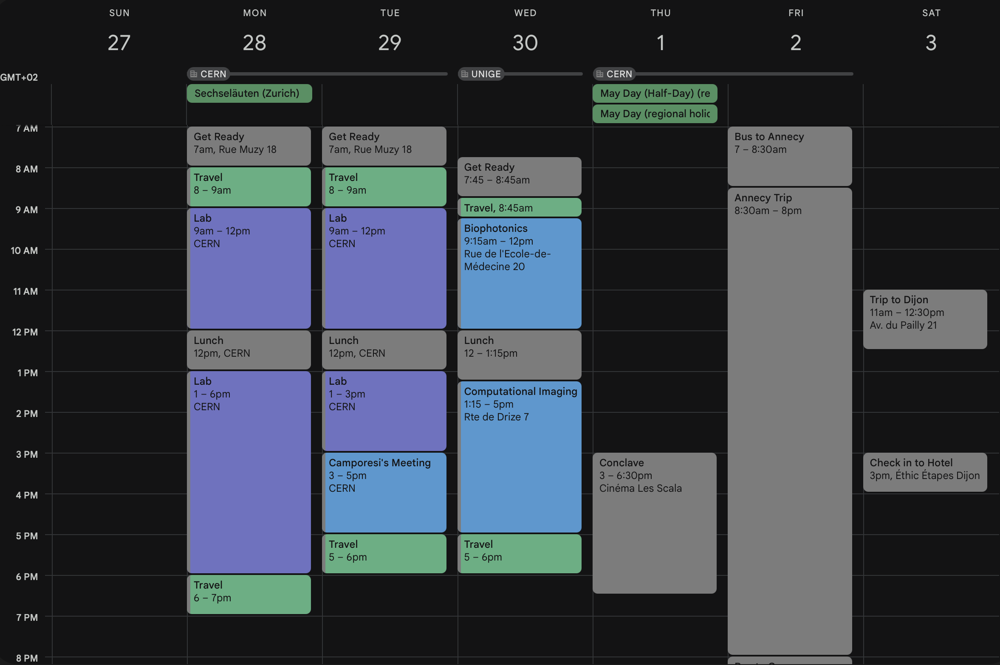 SUN
MON
TUE
WED
THU
FRI
SAT
27
28
29
30
1
2
3
GMT+02
CERN
UNIGE
CERN
Sechseläuten (Zurich)
May Day (Half-Day) (re
May Day (regional holic
7 AM
8 AM
9 AM
10 AM
11 AM
12 PM
1 PM
2 PM
3 PM
4 PM
5 PM
6 PM
7 PM
8 PM
Get Ready
7am, Rue Muzy 18
Travel
8 – 9am
Lab
9am – 12pm
CERN
Lunch
12pm, CERN
Lab
1 – 6pm
CERN
Travel
6 – 7pm
Get Ready
7am, Rue Muzy 18
Travel
8 – 9am
Lab
9am – 12pm
CERN
Lunch
12pm, CERN
Lab
1 – 3pm
CERN
Camporesi's Meeting
3 – 5pm
CERN
Travel
5 – 6pm
Get Ready
7:45 – 8:45am
Travel, 8:45am
Biophotonics
9:15am – 12pm
Rue de l'Ecole-de-
Médecine 20
Lunch
12 – 1:15pm
Computational Imaging
1:15 – 5pm
Rte de Drize 7
Travel
5 – 6pm
Conclave
3 – 6:30pm
Cinéma Les Scala
Bus to Annecy
7 – 8:30am
Annecy Trip
8:30am – 8pm
Trip to Dijon
11am – 12:30pm
Av. du Pailly 21
Check in to Hotel
3pm, Éthic Étapes Dijon